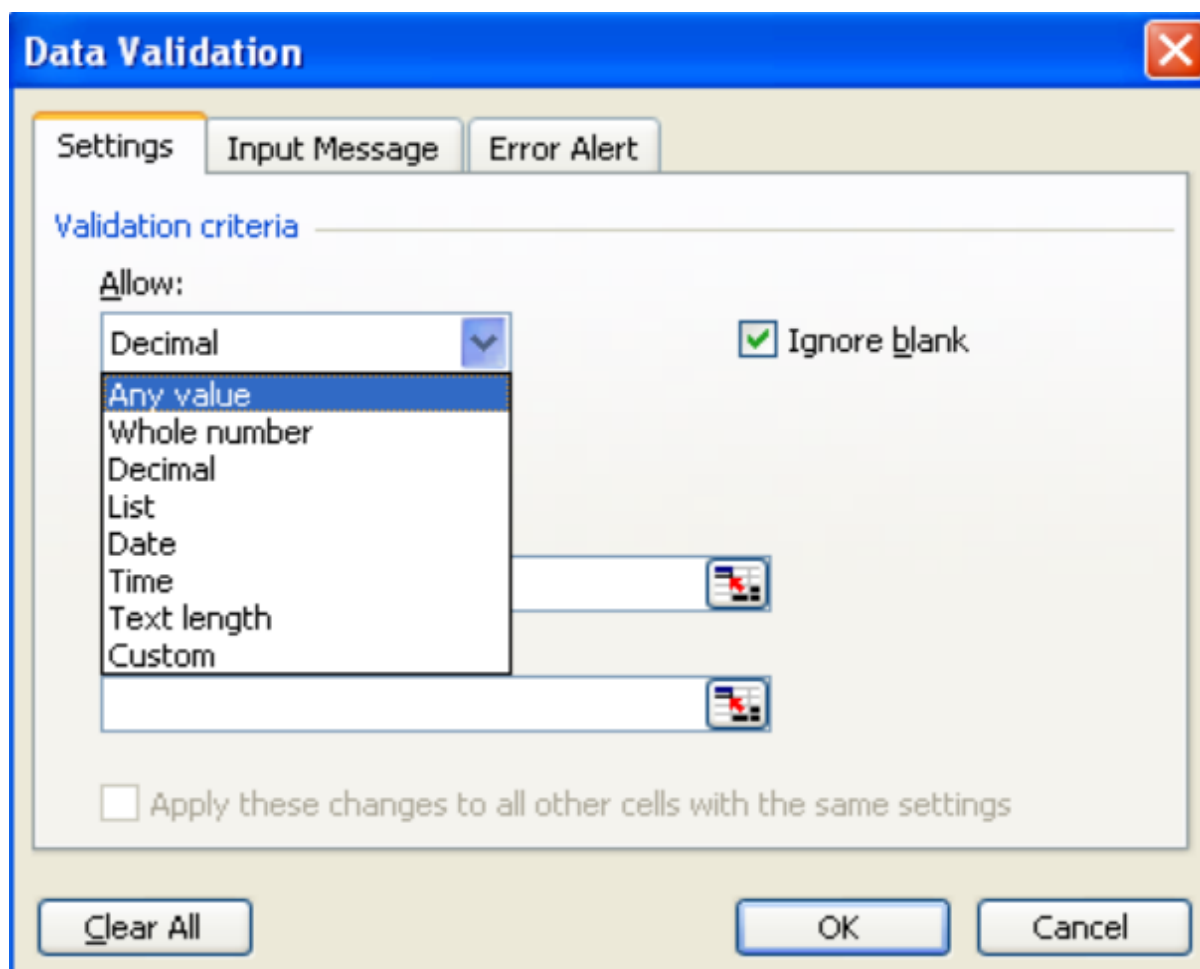 Data Validation
Settings
Input Message
Error Alert
Validation criteria
Allow:
Decimal
Ignore blank
Any value
Whole number
Decimal
List
Date
Time
Text length
Custom
Apply these changes to all other cells with the same settings
Clear All
OK
Cancel